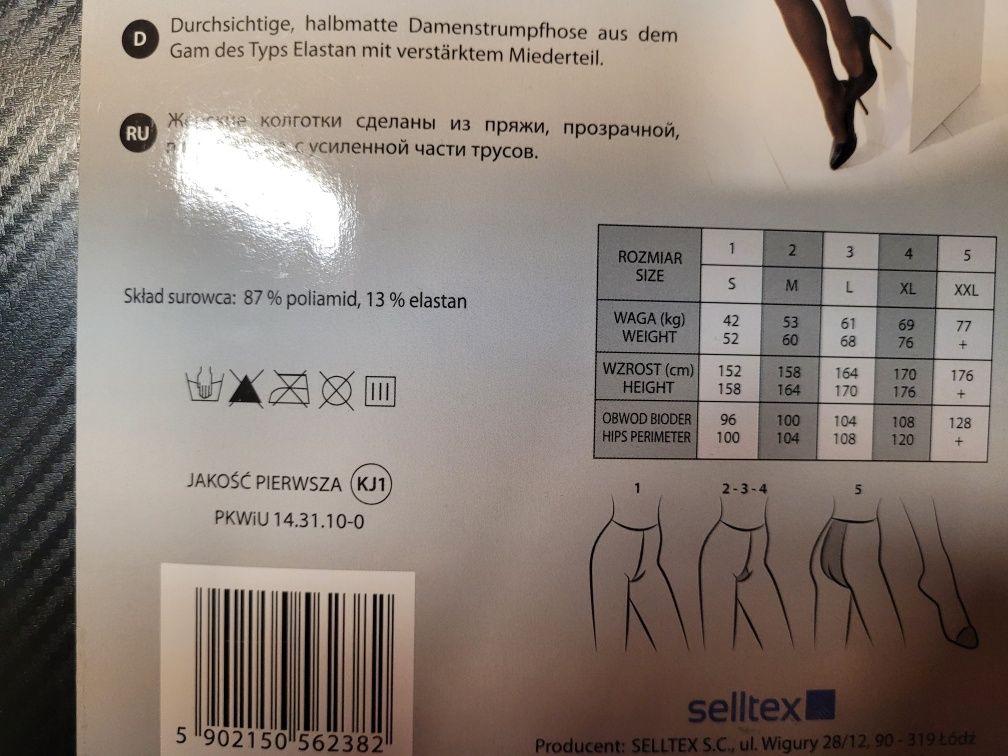 D
Durchsichtige, halbmatte Damenstrumpfhose aus dem
Gam des Typs Elastan mit verstärktem Miederteil.
RU
колготки сделаны из пряжи, прозрачной,
с усиленной части трусов.
Skład surowca: 87 % poliamid, 13 % elastan
JAKOŚĆ PIERWSZA KJ1
PKWiU 14.31.10-0
5 902150 562382
ROZMIAR SIZE 1 2 3 4 5
S M L XL XXL
WAGA (kg) 42 53 61 69 77
WEIGHT 52 60 68 76 +
WZROST (cm) 152 158 164 170 176
HEIGHT 158 164 170 176 +
OBWOD BIODER 96 100 104 108 128
HIPS PERIMETER 100 104 108 120 +
1 2 - 3 - 4 5
selltex
Producent: SELLTEX S.C., ul. Wigury 28/12, 90 - 319 Łódź